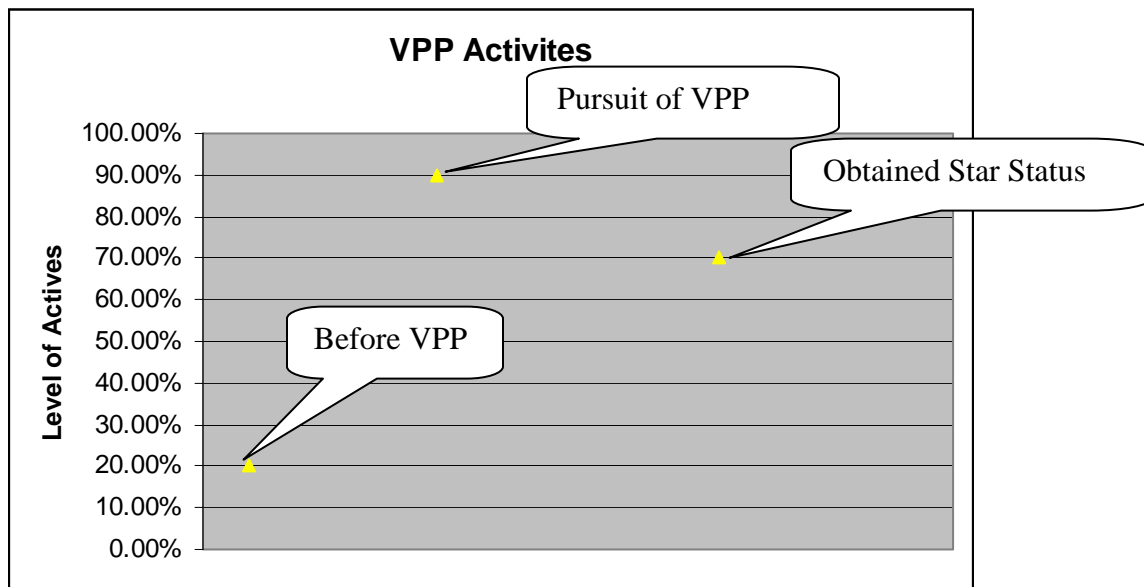 VPP Activites
Pursuit of VPP
Obtained Star Status
Before VPP
Level of Actives
100.00%
90.00%
80.00%
70.00%
60.00%
50.00%
40.00%
30.00%
20.00%
10.00%
0.00%